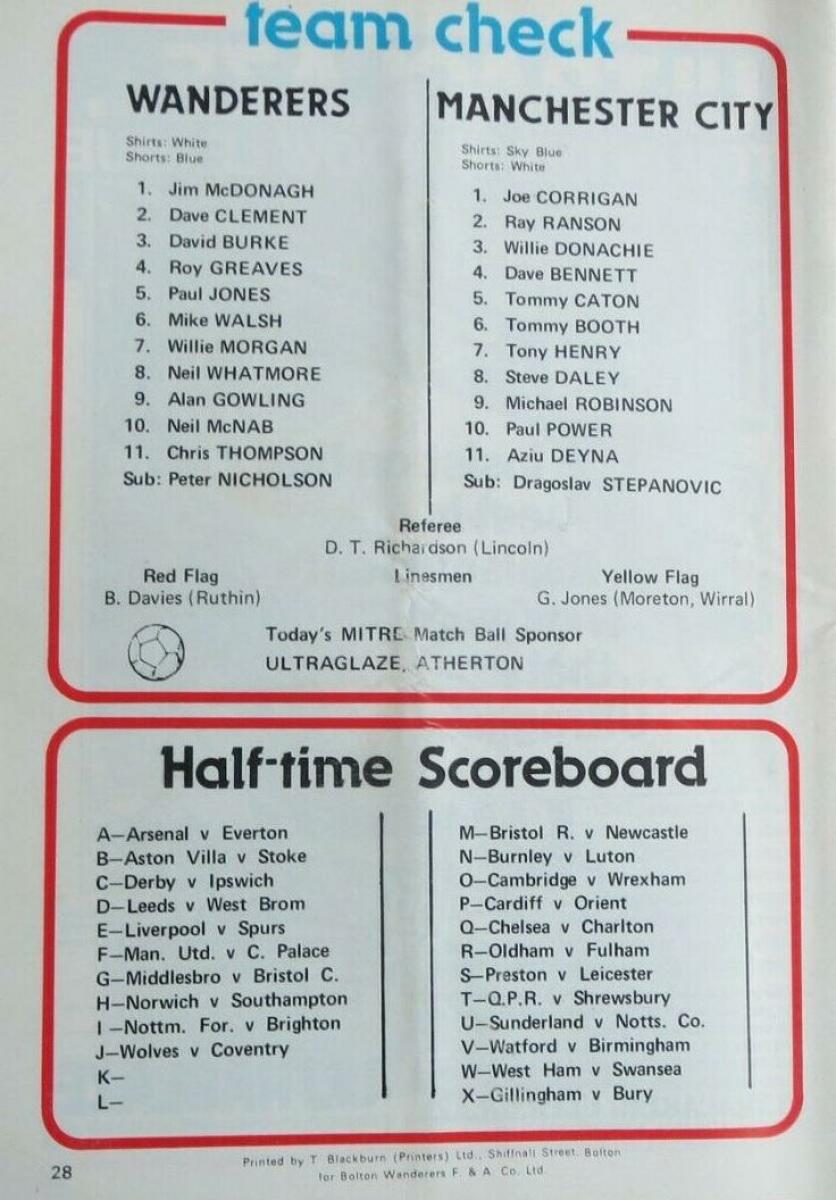 team check
WANDERERS
Shirts: White
Shorts: Blue
1. Jim McDONAGH
2. Dave CLEMENT
3. David BURKE
4. Roy GREAVES
5. Paul JONES
6. Mike WALSH
7. Willie MORGAN
8. Neil WHATMORE
9. Alan GOWLING
10. Neil McNAB
11. Chris THOMPSON
Sub: Peter NICHOLSON
MANCHESTER CITY
Shirts: Sky Blue
Shorts: White
1. Joe CORRIGAN
2. Ray RANSON
3. Willie DONACHIE
4. Dave BENNETT
5. Tommy CATON
6. Tommy BOOTH
7. Tony HENRY
8. Steve DALEY
9. Michael ROBINSON
10. Paul POWER
11. Aziu DEYNA
Sub: Dragoslav STEPANOVIC
Referee
D. T. Richardson (Lincoln)
Red Flag Linesmen Yellow Flag
B. Davies (Ruthin) G. Jones (Moreton, Wirral)
Today's MITRE Match Ball Sponsor
ULTRAGLAZE, ATHERTON
Half-time Scoreboard
A—Arsenal v Everton
B—Aston Villa v Stoke
C—Derby v Ipswich
D—Leeds v West Brom
E—Liverpool v Spurs
F—Man. Utd. v C. Palace
G—Middlesbro v Bristol C.
H—Norwich v Southampton
I—Nottm. For. v Brighton
J—Wolves v Coventry
K—
L—
M—Bristol R. v Newcastle
N—Burnley v Luton
O—Cambridge v Wrexham
P—Cardiff v Orient
Q—Chelsea v Charlton
R—Oldham v Fulham
S—Preston v Leicester
T—Q.P.R. v Shrewsbury
U—Sunderland v Notts. Co.
V—Watford v Birmingham
W—West Ham v Swansea
X—Gillingham v Bury
Printed by T. Blackburn (Printers) Ltd., Shiffnall Street, Bolton
for Bolton Wanderers F. & A. Co. Ltd.
28